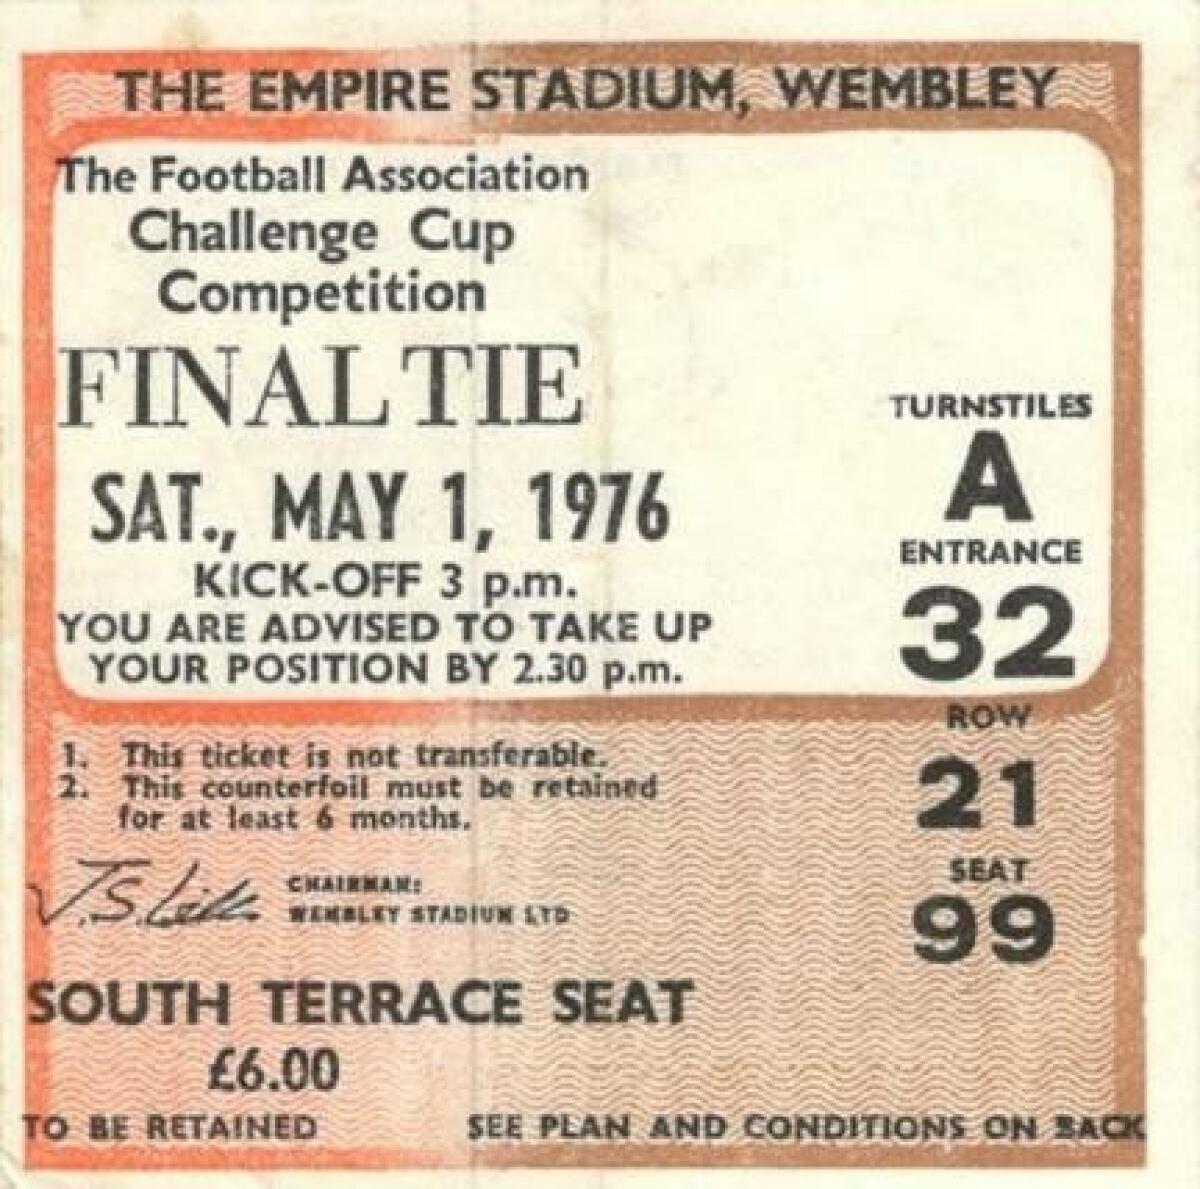 THE EMPIRE STADIUM, WEMBLEY
The Football Association
Challenge Cup
Competition
FINAL TIE
SAT., MAY 1, 1976
KICK-OFF 3 p.m.
YOU ARE ADVISED TO TAKE UP
YOUR POSITION BY 2.30 p.m.
TURNSTILES
A
ENTRANCE
32
ROW
21
SEAT
99
1. This ticket is not transferable.
2. This counterfoil must be retained
for at least 6 months.
J.S.
CHAIRMAN:
WEMBLEY STADIUM LTD
SOUTH TERRACE SEAT
£6.00
TO BE RETAINED
SEE PLAN AND CONDITIONS ON BACK